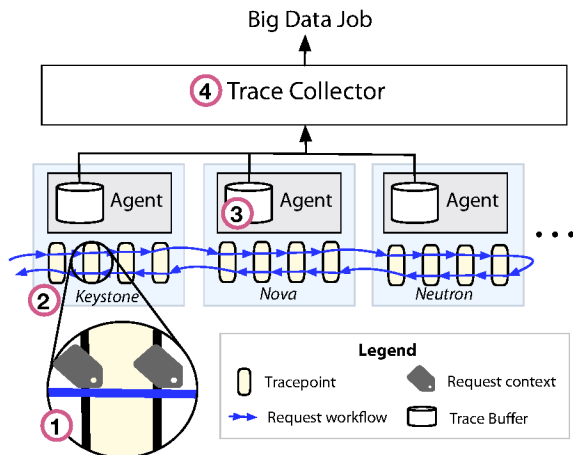 Big Data Job
4 Trace Collector
Agent
Agent
Agent
3
...
2
Keystone
Nova
Neutron
1
Legend
Tracepoint
Request context
Request workflow
Trace Buffer